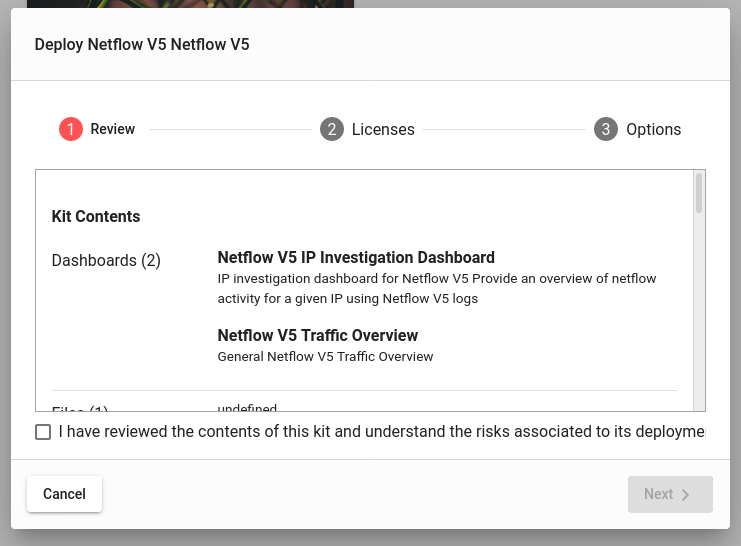 Deploy Netflow V5 Netflow V5
1 Review
2 Licenses
3 Options
Kit Contents
Dashboards (2)
Netflow V5 IP Investigation Dashboard
IP investigation dashboard for Netflow V5 Provide an overview of netflow
activity for a given IP using Netflow V5 logs
Netflow V5 Traffic Overview
General Netflow V5 Traffic Overview
Files (1)
undefined
I have reviewed the contents of this kit and understand the risks associated to its deployme
Cancel
Next